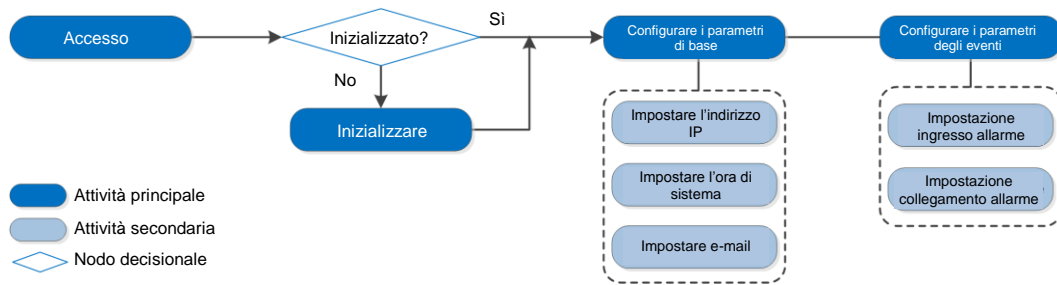 Accesso
Inizializzato?
Sì
No
Inizializzare
Configurare i parametri
di base
Configurare i parametri
degli eventi
Impostare l'indirizzo
IP
Impostare l'ora di
sistema
Impostare e-mail
Impostazione
ingresso allarme
Impostazione
collegamento allarme
Attività principale
Attività secondaria
Nodo decisionale